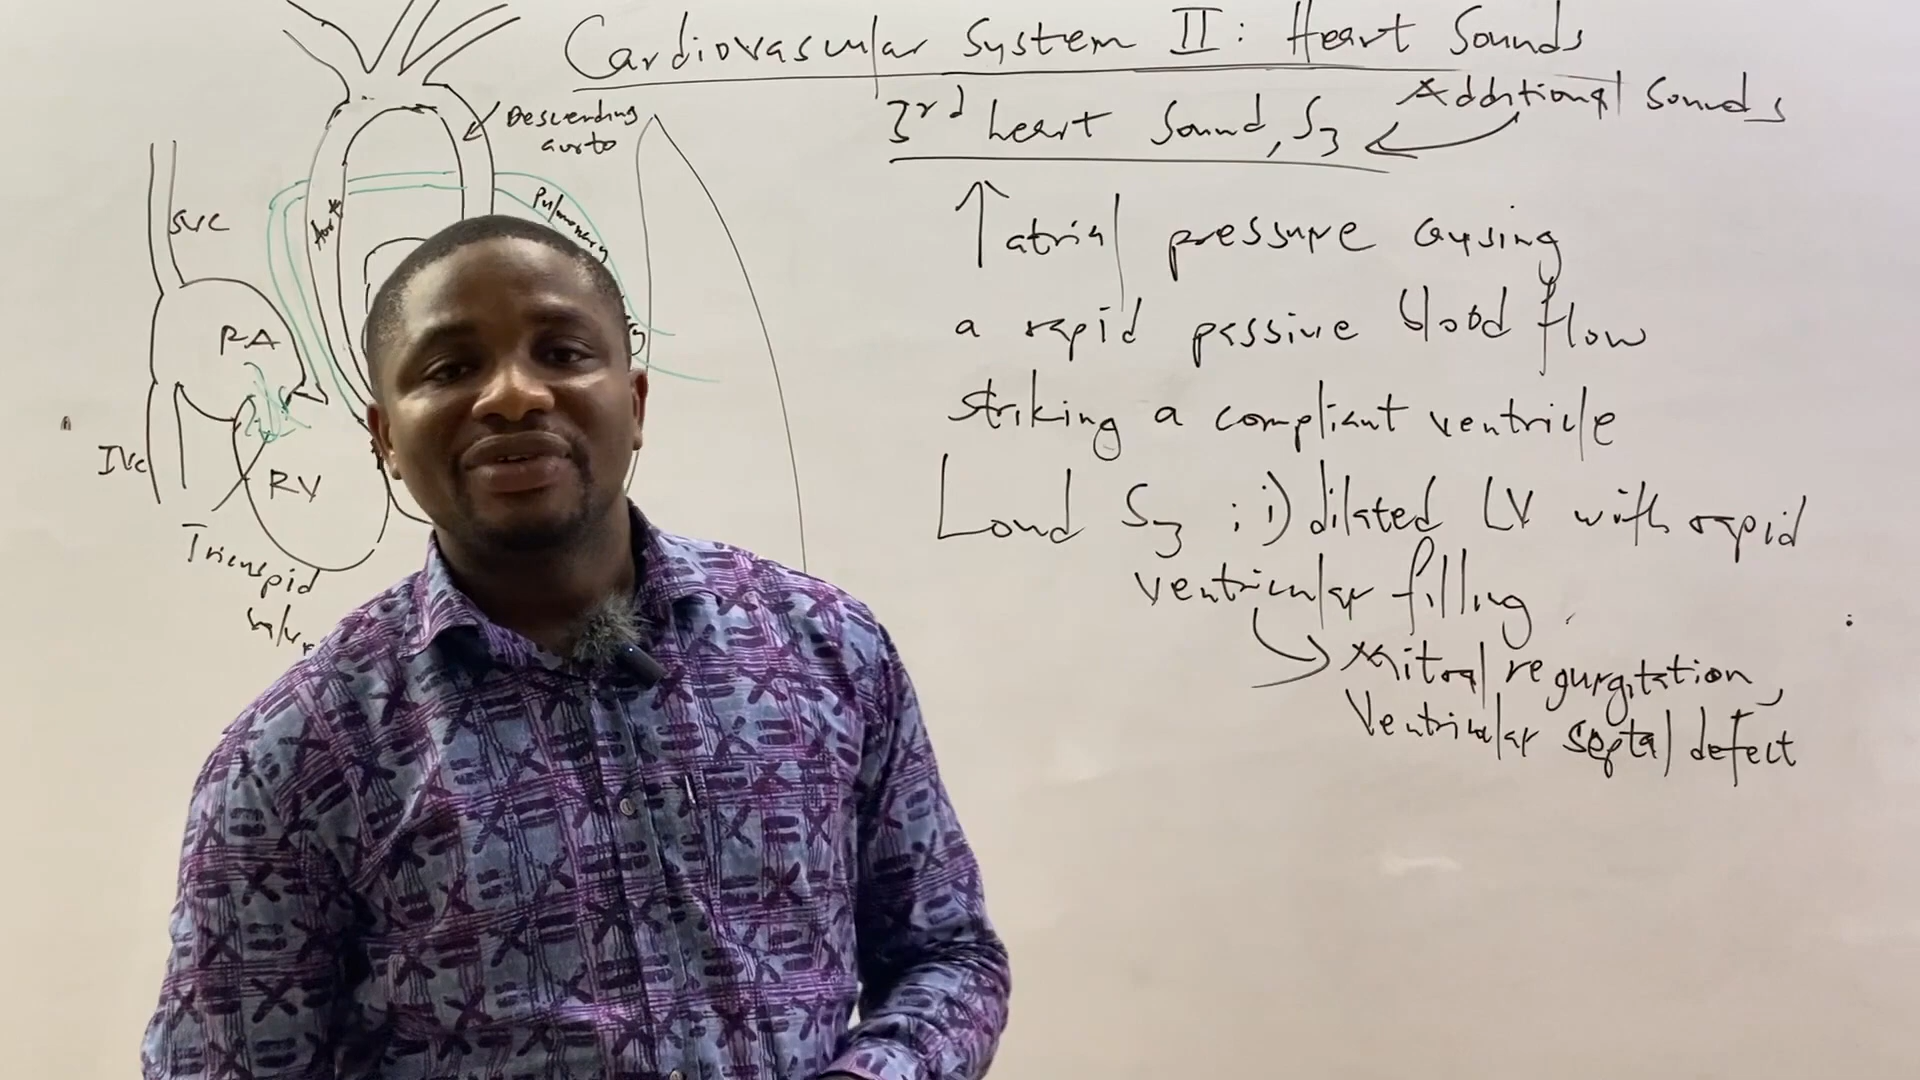 Cardiovascular System II: Heart Sounds
Additional Sounds
3rd heart Sound, S3
↑ atrial pressure causing
a rapid passive blood flow
striking a compliant ventricle
Loud S3 ; i) dilated LV with rapid
ventricular filling
Mitral regurgitation,
Ventricular septal defect
Descending
aorta
SVC
Pulmonary
RA
IVC
RV
Tricuspid